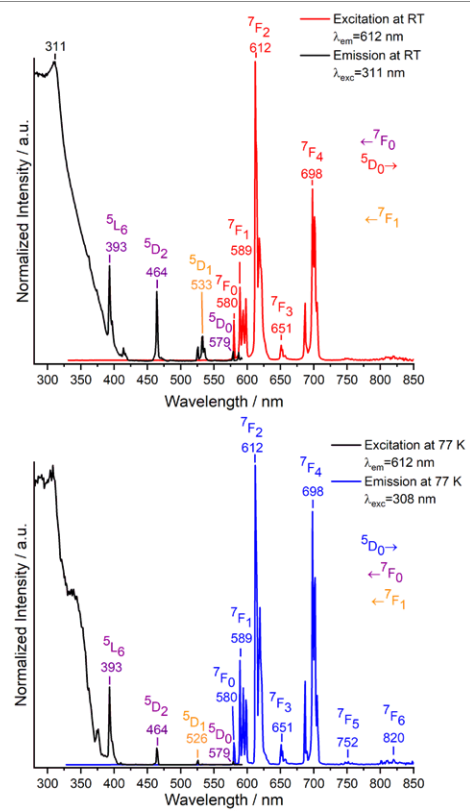 311
⁷F₂
612
Excitation at RT
λem=612 nm
Emission at RT
λexc=311 nm
←⁷F₀
⁵D₀→
←⁷F₁
⁷F₄
698
⁵L₆
393
⁵D₂
464
⁵D₁
533
⁷F₁
589
⁷F₀
580
⁵D₀
579
⁷F₃
651
Normalized Intensity / a.u.
300 350 400 450 500 550 600 650 700 750 800 850
Wavelength / nm
⁷F₂
612
Excitation at 77 K
λem=612 nm
Emission at 77 K
λexc=308 nm
⁵D₀→
←⁷F₀
←⁷F₁
⁷F₄
698
⁷F₁
589
⁵L₆
393
⁵D₂
464
⁵D₁
526
⁷F₀
580
⁵D₀
579
⁷F₃
651
⁷F₅
752
⁷F₆
820
Normalized Intensity / a.u.
300 350 400 450 500 550 600 650 700 750 800 850
Wavelength / nm